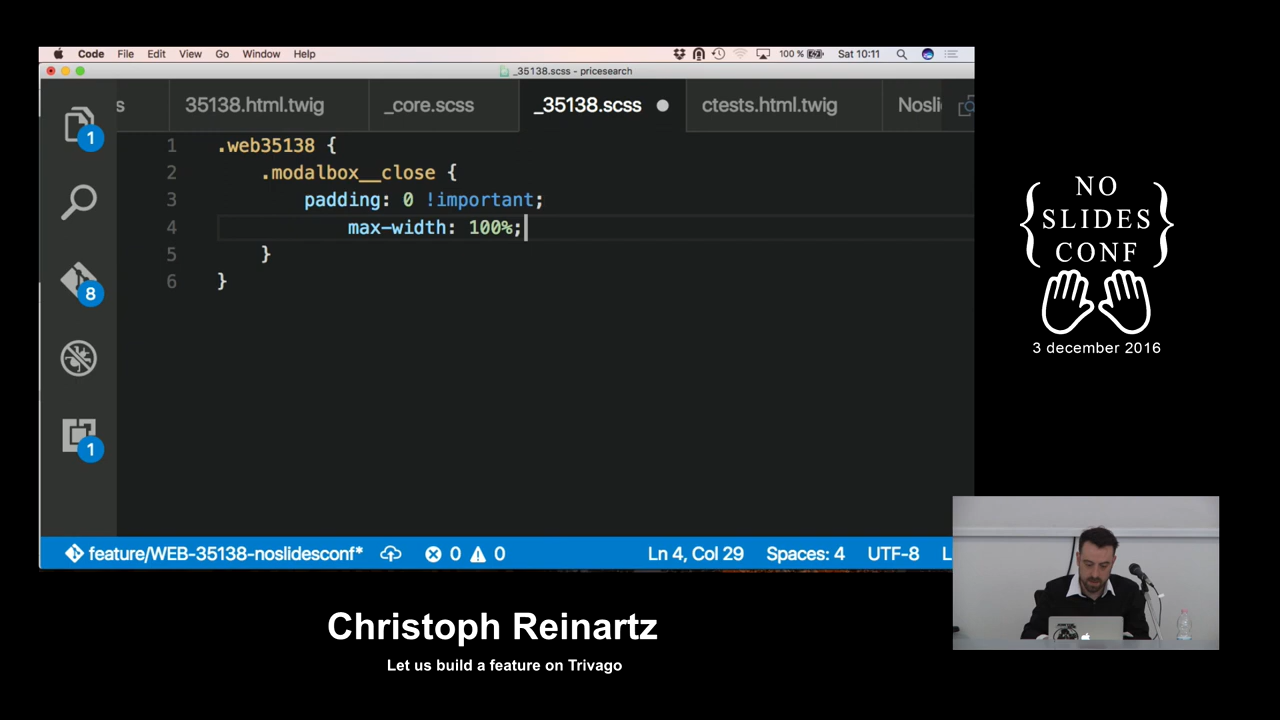 Code File Edit View Go Window Help 100% Sat 10:11
_35138.scss - pricesearch
s 35138.html.twig _core.scss _35138.scss ctests.html.twig Nosli
1 .web35138 {
2 .modalbox__close {
3 padding: 0 !important;
4 max-width: 100%;
5 }
6 }
1
8
1
feature/WEB-35138-noslidesconf* 0 0 Ln 4, Col 29 Spaces: 4 UTF-8 L
NO
SLIDES
CONF
3 december 2016
Christoph Reinartz
Let us build a feature on Trivago